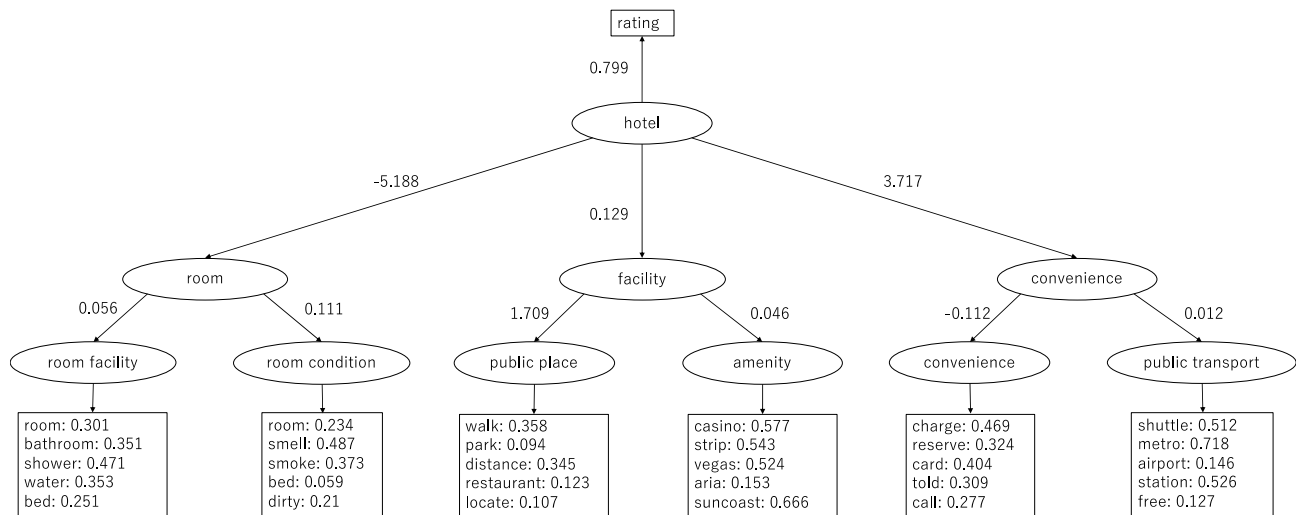 rating
0.799
hotel
-5.188
0.129
3.717
room
facility
convenience
0.056
0.111
1.709
0.046
-0.112
0.012
room facility
room condition
public place
amenity
convenience
public transport
room: 0.301
bathroom: 0.351
shower: 0.471
water: 0.353
bed: 0.251
room: 0.234
smell: 0.487
smoke: 0.373
bed: 0.059
dirty: 0.21
walk: 0.358
park: 0.094
distance: 0.345
restaurant: 0.123
locate: 0.107
casino: 0.577
strip: 0.543
vegas: 0.524
aria: 0.153
suncoast: 0.666
charge: 0.469
reserve: 0.324
card: 0.404
told: 0.309
call: 0.277
shuttle: 0.512
metro: 0.718
airport: 0.146
station: 0.526
free: 0.127